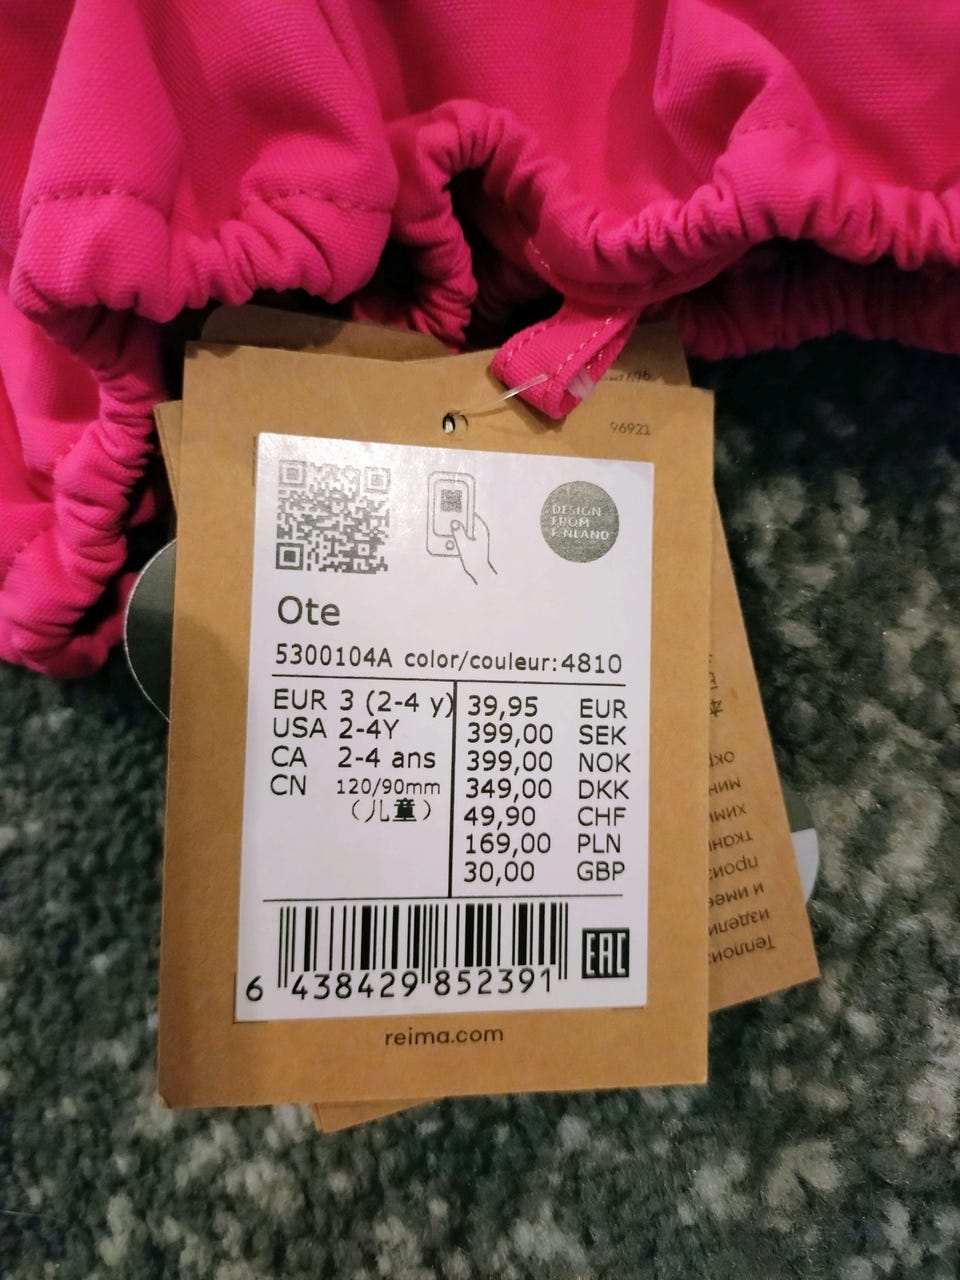 96921
DESIGN
FROM
FINLAND
Ote
5300104A color/couleur:4810
EUR 3 (2-4 y) 39,95 EUR
USA 2-4Y 399,00 SEK
CA 2-4 ans 399,00 NOK
CN 120/90mm 349,00 DKK
(儿童) 49,90 CHF
169,00 PLN
30,00 GBP
6 438429 852391
EAC
reima.com